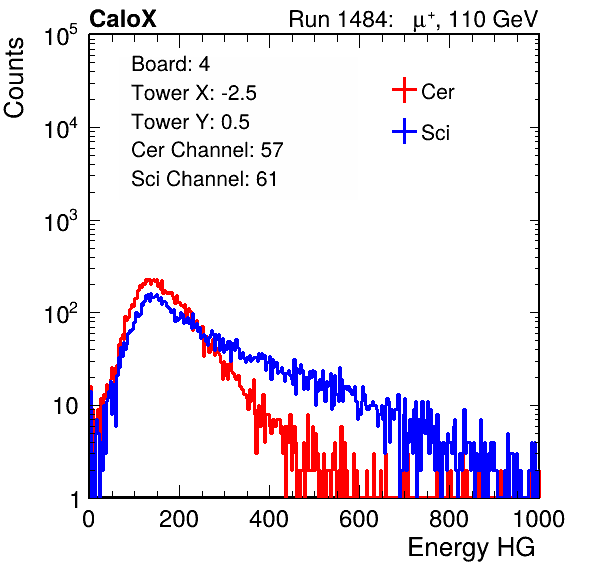 CaloX Run 1484: μ⁺, 110 GeV
Counts
Board: 4
Tower X: -2.5
Tower Y: 0.5
Cer Channel: 57
Sci Channel: 61
Cer
Sci
10⁵
10⁴
10³
10²
10
1
0 200 400 600 800 1000
Energy HG